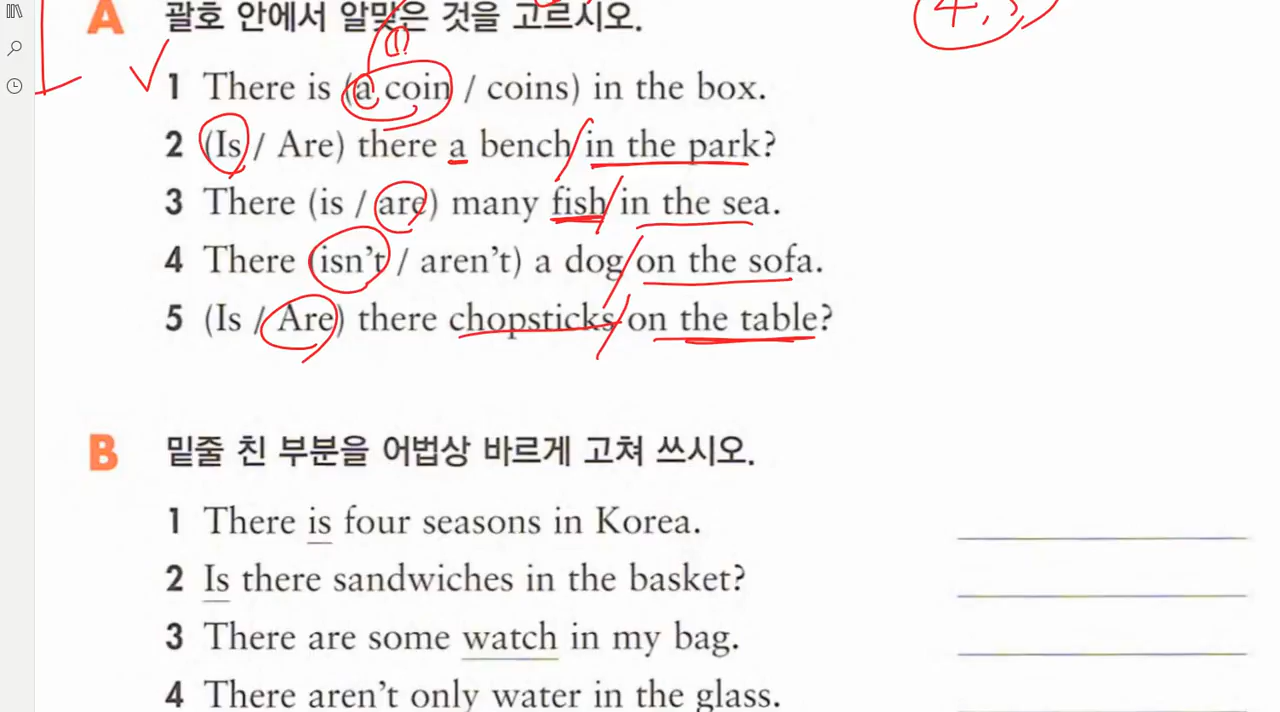 A 괄호 안에서 알맞은 것을 고르시오.
1 There is (a coin / coins) in the box.
2 (Is / Are) there a bench in the park?
3 There (is / are) many fish in the sea.
4 There (isn't / aren't) a dog on the sofa.
5 (Is / Are) there chopsticks on the table?
B 밑줄 친 부분을 어법상 바르게 고쳐 쓰시오.
1 There is four seasons in Korea.
2 Is there sandwiches in the basket?
3 There are some watch in my bag.
4 There aren't only water in the glass.